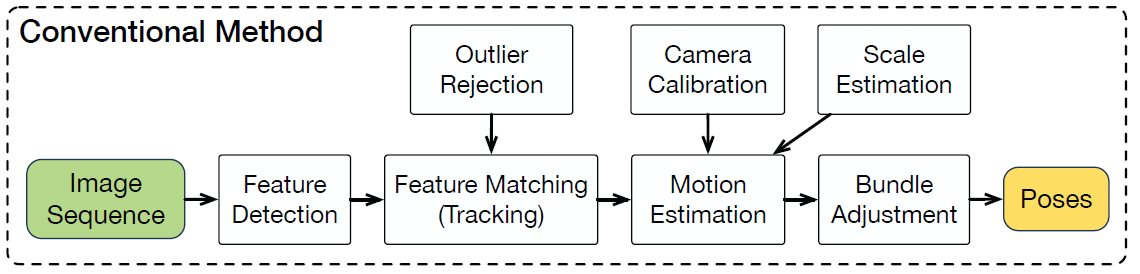 Conventional Method
Outlier
Rejection
Camera
Calibration
Scale
Estimation
Image
Sequence
Feature
Detection
Feature Matching
(Tracking)
Motion
Estimation
Bundle
Adjustment
Poses